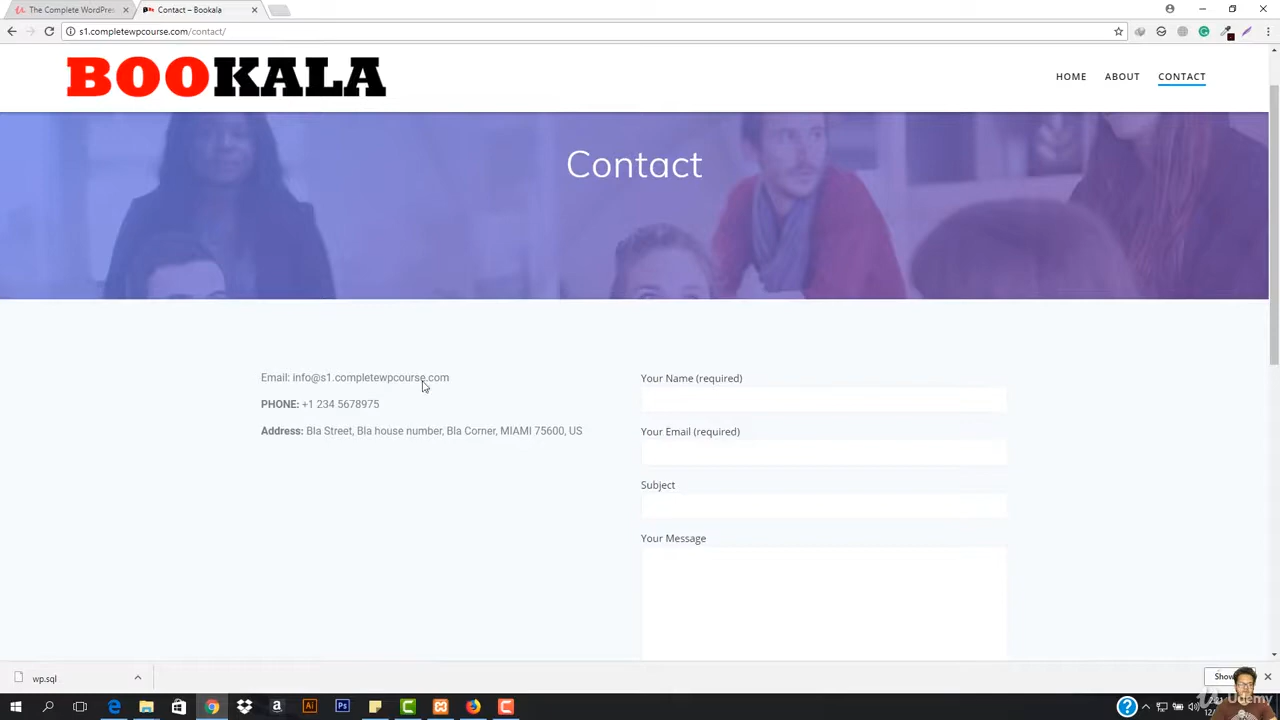 The Complete WordPres
Contact – Bookala
s1.completewpcourse.com/contact/
BOOKALA
HOME
ABOUT
CONTACT
Contact
Email: info@s1.completewpcourse.com
PHONE: +1 234 5678975
Address: Bla Street, Bla house number, Bla Corner, MIAMI 75600, US
Your Name (required)
Your Email (required)
Subject
Your Message
wp.sql
Show
Udemy